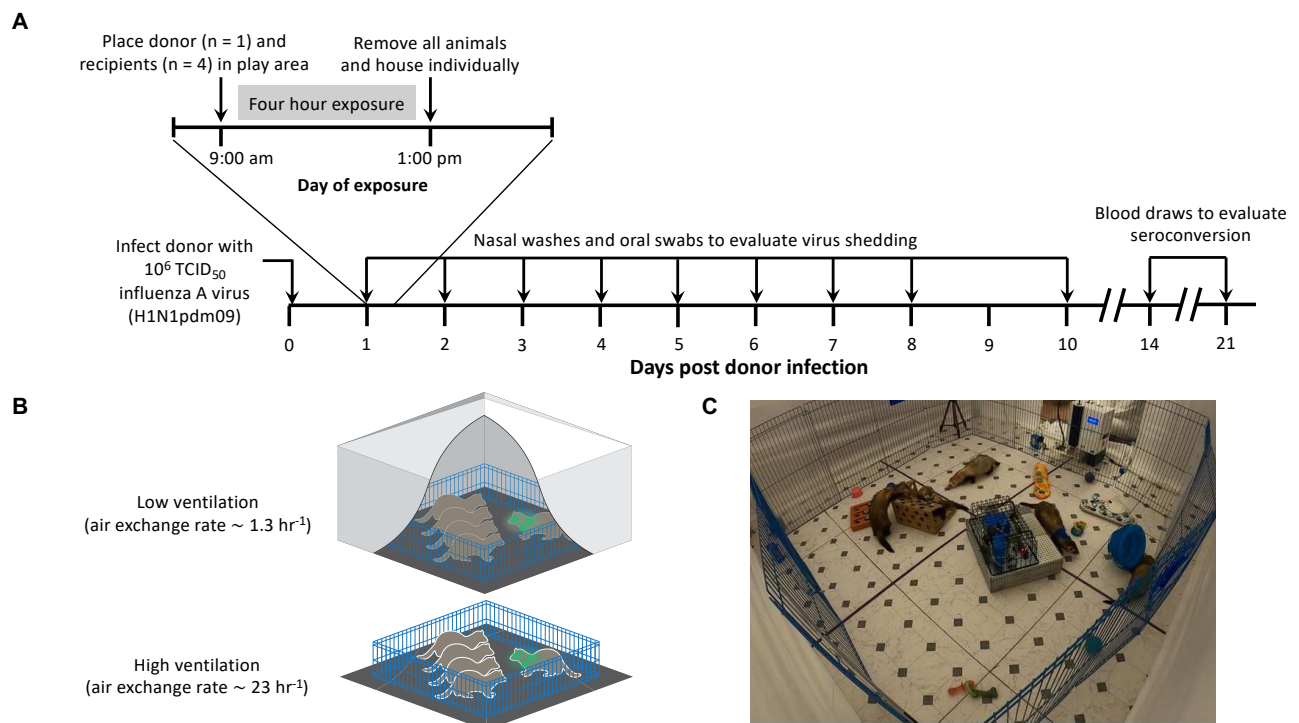 A
Place donor (n = 1) and
recipients (n = 4) in play area
Remove all animals
and house individually
Four hour exposure
9:00 am
1:00 pm
Day of exposure
Infect donor with
10⁶ TCID₅₀
influenza A virus
(H1N1pdm09)
Nasal washes and oral swabs to evaluate virus shedding
Blood draws to evaluate
seroconversion
0 1 2 3 4 5 6 7 8 9 10 14 21
Days post donor infection
B
Low ventilation
(air exchange rate ~ 1.3 hr⁻¹)
High ventilation
(air exchange rate ~ 23 hr⁻¹)
C